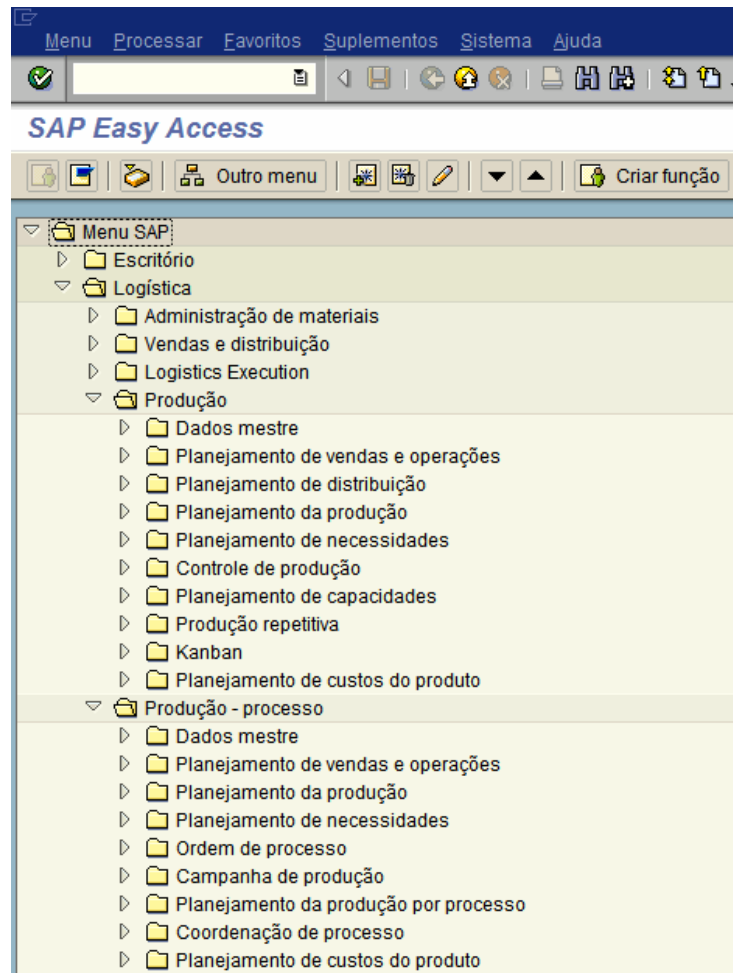 Menu Processar Favoritos Suplementos Sistema Ajuda
SAP Easy Access
Outro menu Criar função
Menu SAP
Escritório
Logística
Administração de materiais
Vendas e distribuição
Logistics Execution
Produção
Dados mestre
Planejamento de vendas e operações
Planejamento de distribuição
Planejamento da produção
Planejamento de necessidades
Controle de produção
Planejamento de capacidades
Produção repetitiva
Kanban
Planejamento de custos do produto
Produção - processo
Dados mestre
Planejamento de vendas e operações
Planejamento da produção
Planejamento de necessidades
Ordem de processo
Campanha de produção
Planejamento da produção por processo
Coordenação de processo
Planejamento de custos do produto